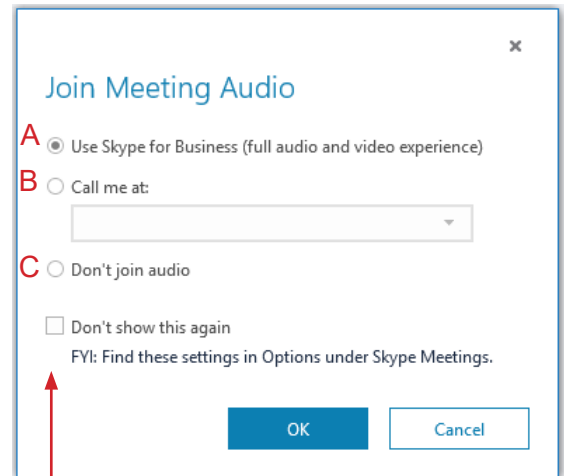 ×
Join Meeting Audio
A Use Skype for Business (full audio and video experience)
B Call me at:
C Don't join audio
Don't show this again
FYI: Find these settings in Options under Skype Meetings.
OK Cancel